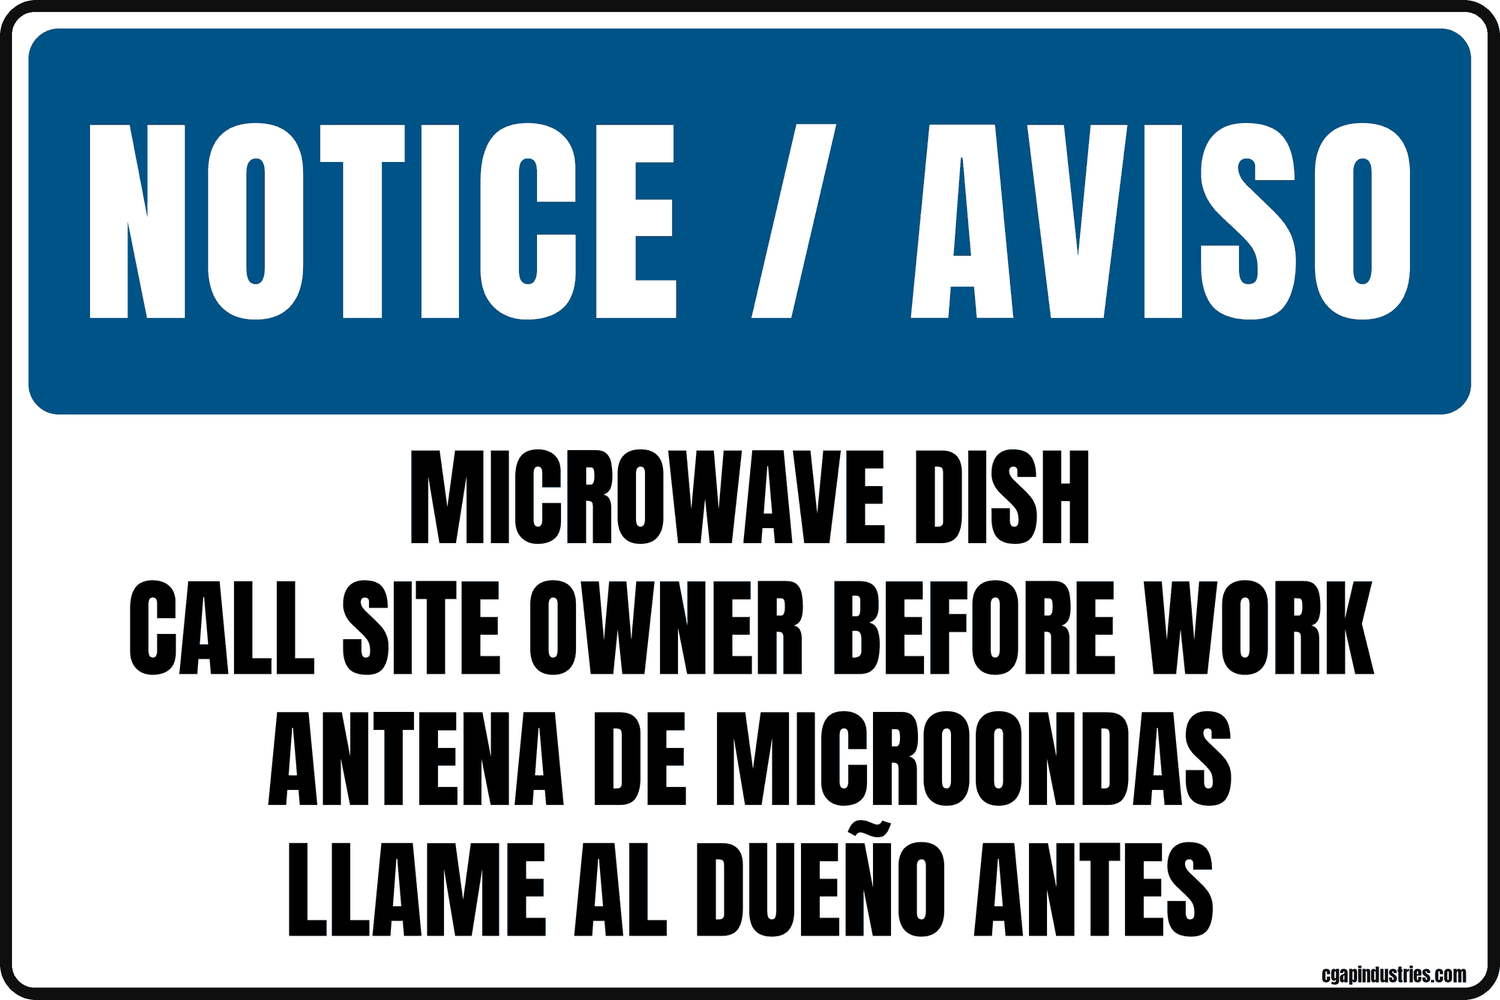 NOTICE / AVISO
MICROWAVE DISH
CALL SITE OWNER BEFORE WORK
ANTENA DE MICROONDAS
LLAME AL DUEÑO ANTES
cgapindustries.com